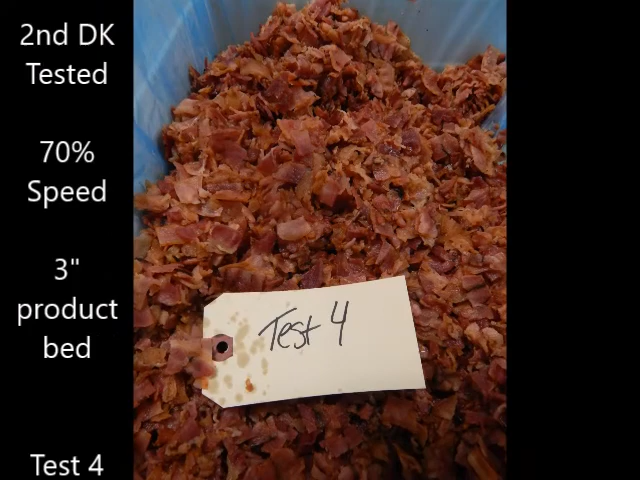 2nd DK
Tested
70%
Speed
3"
product
bed
Test 4
Test 4